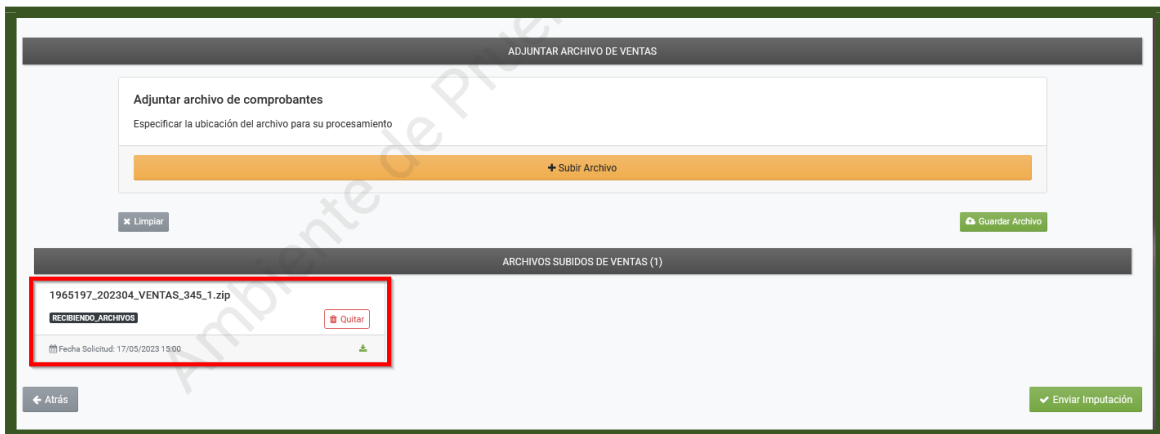 ADJUNTAR ARCHIVO DE VENTAS
Adjuntar archivo de comprobantes
Especificar la ubicación del archivo para su procesamiento
+ Subir Archivo
Limpiar
Guardar Archivo
ARCHIVOS SUBIDOS DE VENTAS (1)
1965197_202304_VENTAS_345_1.zip
RECIBIENDO_ARCHIVOS
Quitar
Fecha Solicitud: 17/05/2023 15:00
Atrás
Enviar Imputación
Ambiente de Prue